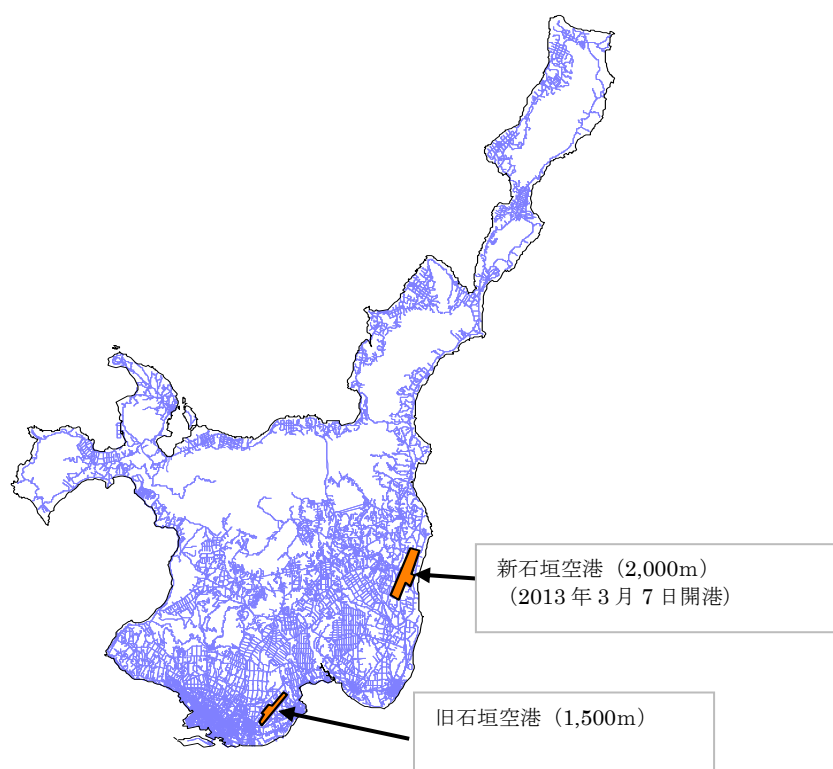 新石垣空港（2,000m）
（2013 年 3 月 7 日開港）
旧石垣空港（1,500m）